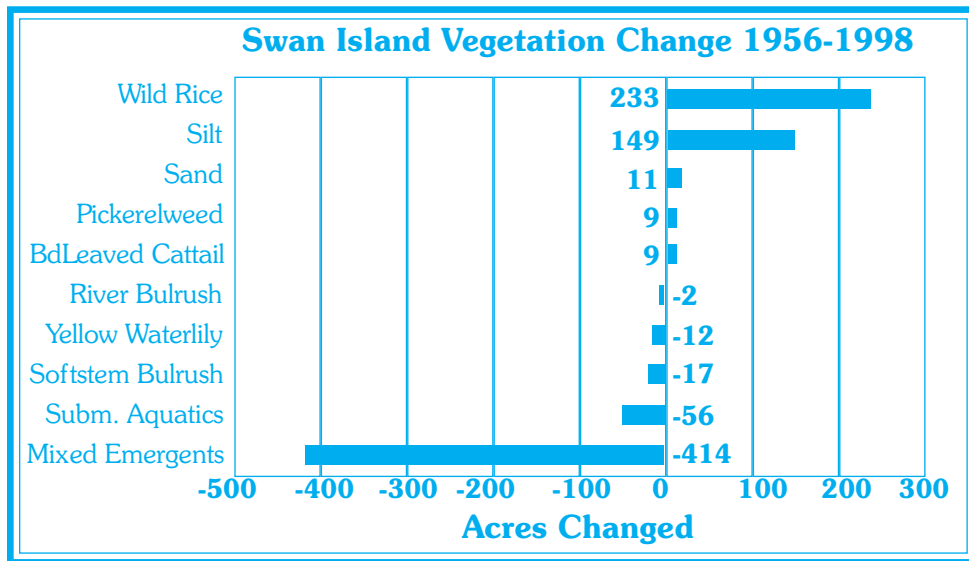 Swan Island Vegetation Change 1956-1998
Wild Rice 233
Silt 149
Sand 11
Pickerelweed 9
BdLeaved Cattail 9
River Bulrush -2
Yellow Waterlily -12
Softstem Bulrush -17
Subm. Aquatics -56
Mixed Emergents -414
-500 -400 -300 -200 -100 0 100 200 300
Acres Changed